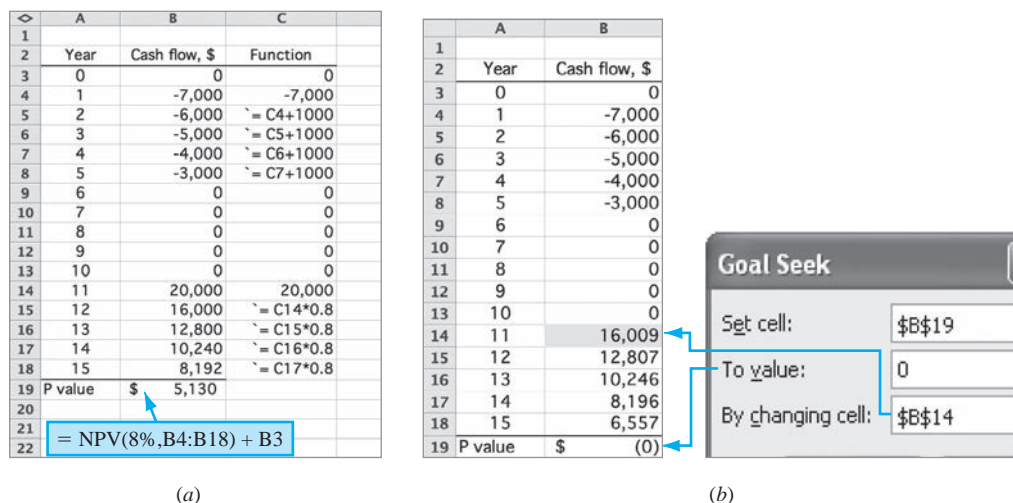 A B C
1
2 Year Cash flow, $ Function
3 0 0 0
4 1 -7,000 -7,000
5 2 -6,000 `= C4+1000
6 3 -5,000 `= C5+1000
7 4 -4,000 `= C6+1000
8 5 -3,000 `= C7+1000
9 6 0 0
10 7 0 0
11 8 0 0
12 9 0 0
13 10 0 0
14 11 20,000 20,000
15 12 16,000 `= C14*0.8
16 13 12,800 `= C15*0.8
17 14 10,240 `= C16*0.8
18 15 8,192 `= C17*0.8
19 P value $ 5,130
20
21
22
= NPV(8%,B4:B18) + B3
(a)
A B
1
2 Year Cash flow, $
3 0 0
4 1 -7,000
5 2 -6,000
6 3 -5,000
7 4 -4,000
8 5 -3,000
9 6 0
10 7 0
11 8 0
12 9 0
13 10 0
14 11 16,009
15 12 12,807
16 13 10,246
17 14 8,196
18 15 6,557
19 P value $ (0)
Goal Seek
Set cell: $B$19
To value: 0
By changing cell: $B$14
(b)